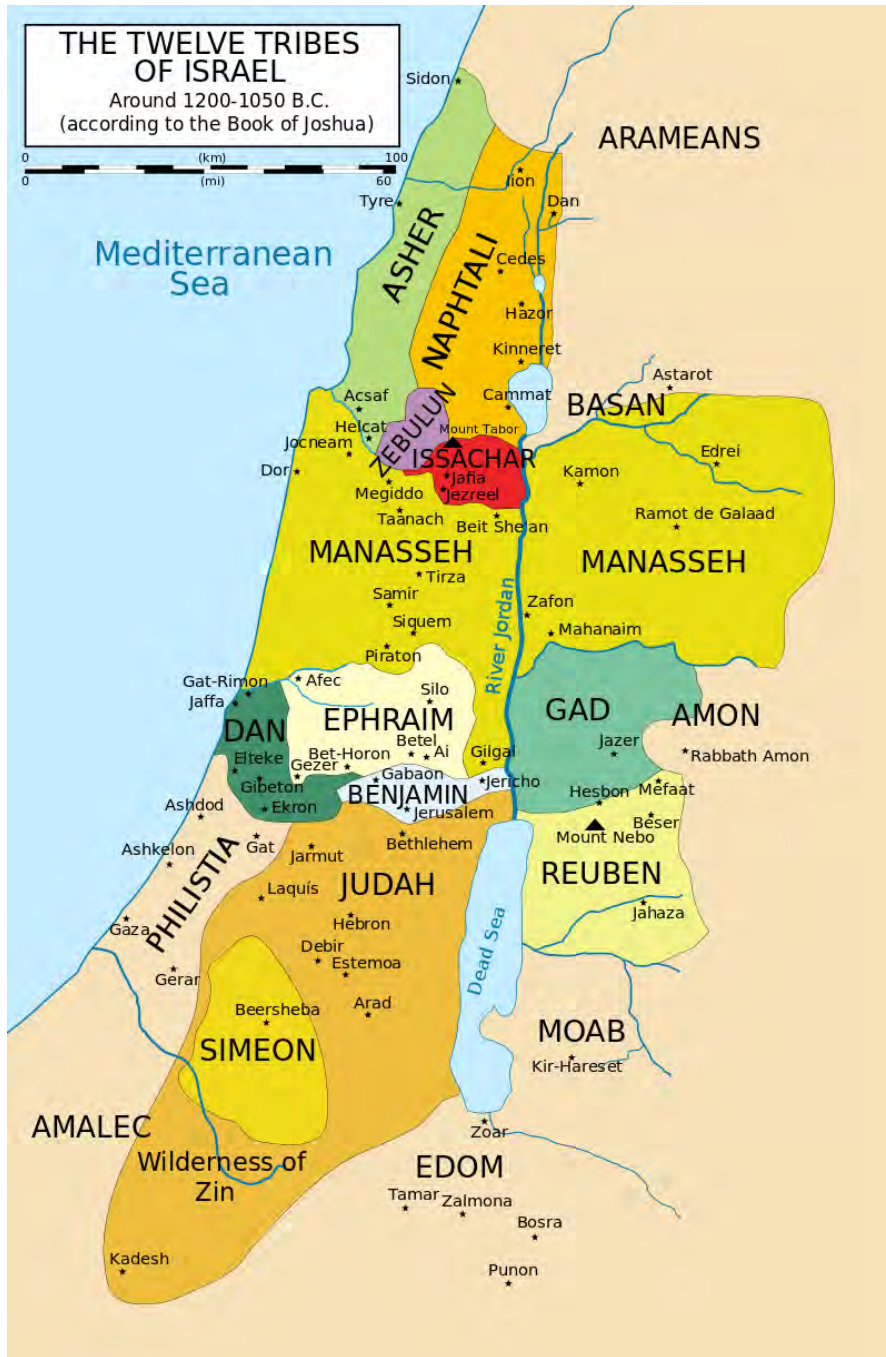 THE TWELVE TRIBES
OF ISRAEL
Around 1200-1050 B.C.
(according to the Book of Joshua)
0 (km) 100
0 (mi) 60
Sidon
ARAMEANS
Iion
Dan
Tyre
Mediterranean
Sea
ASHER
NAPHTALI
Cedes
Hazor
Kinneret
Astarot
Acsaf
Cammat
BASAN
ZEBULUN
Helcat
Mount Tabor
Jocneam
ISSACHAR
Edrei
Dor
Jafia
Kamon
Megiddo
Jezreel
Taanach
Beit Shelan
Ramot de Galaad
MANASSEH
MANASSEH
Tirza
Samir
Zafon
Siquem
Mahanaim
Piraton
River Jordan
Gat-Rimon
Afec
Jaffa
Silo
DAN
EPHRAIM
GAD
AMON
Betel
Ai
Gilgal
Jazer
Rabbath Amon
Elteke
Bet-Horon
Gezer
Gabaon
Jericho
Gibeton
BENJAMIN
Hesbon
Mefaat
Ashdod
Ekron
Jerusalem
Beser
Mount Nebo
Ashkelon
Gat
Jarmut
Bethlehem
PHILISTIA
JUDAH
REUBEN
Laquís
Jahaza
Gaza
Hebron
Debir
Estemoa
Dead Sea
Gerar
Beersheba
Arad
SIMEON
MOAB
Kir-Hareset
AMALEC
Zoar
Wilderness of
Zin
EDOM
Tamar
Zalmona
Bosra
Kadesh
Punon